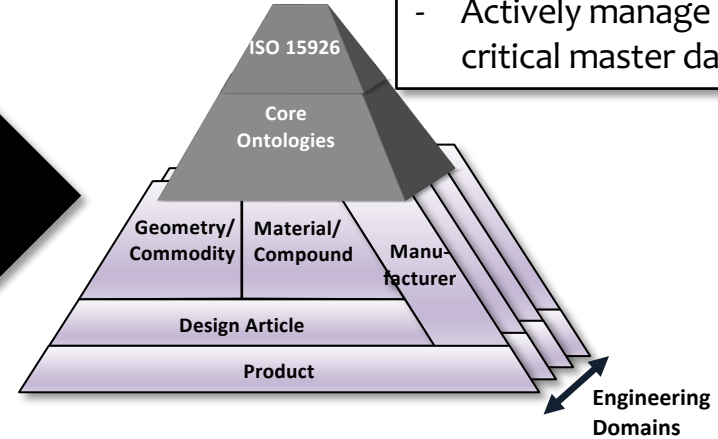 - Actively manage
critical master da
ISO 15926
Core
Ontologies
Geometry/
Commodity
Material/
Compound
Manu-
facturer
Design Article
Product
Engineering
Domains